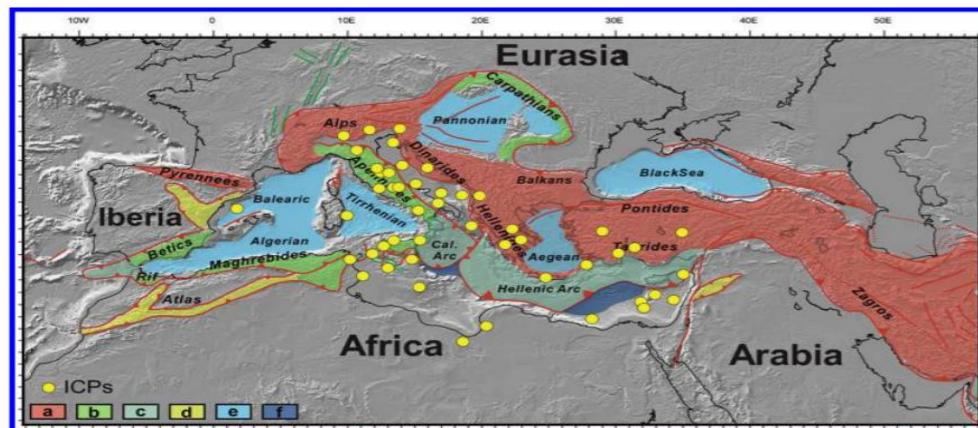 10W 0 10E 20E 30E 40E 50E
Eurasia
Carpathians
Pannonian
Alps
Dinarides
Apennines
Balkans
BlackSea
Pyrennees
Iberia
Balearic
Tirrhenian
Hellenines
Pontides
Betics
Algerian
Cal.
Arc
Aegean
Taurides
Rif
Maghrebides
Hellenic Arc
Atlas
Zagros
Africa
Arabia
ICPs
a b c d e f